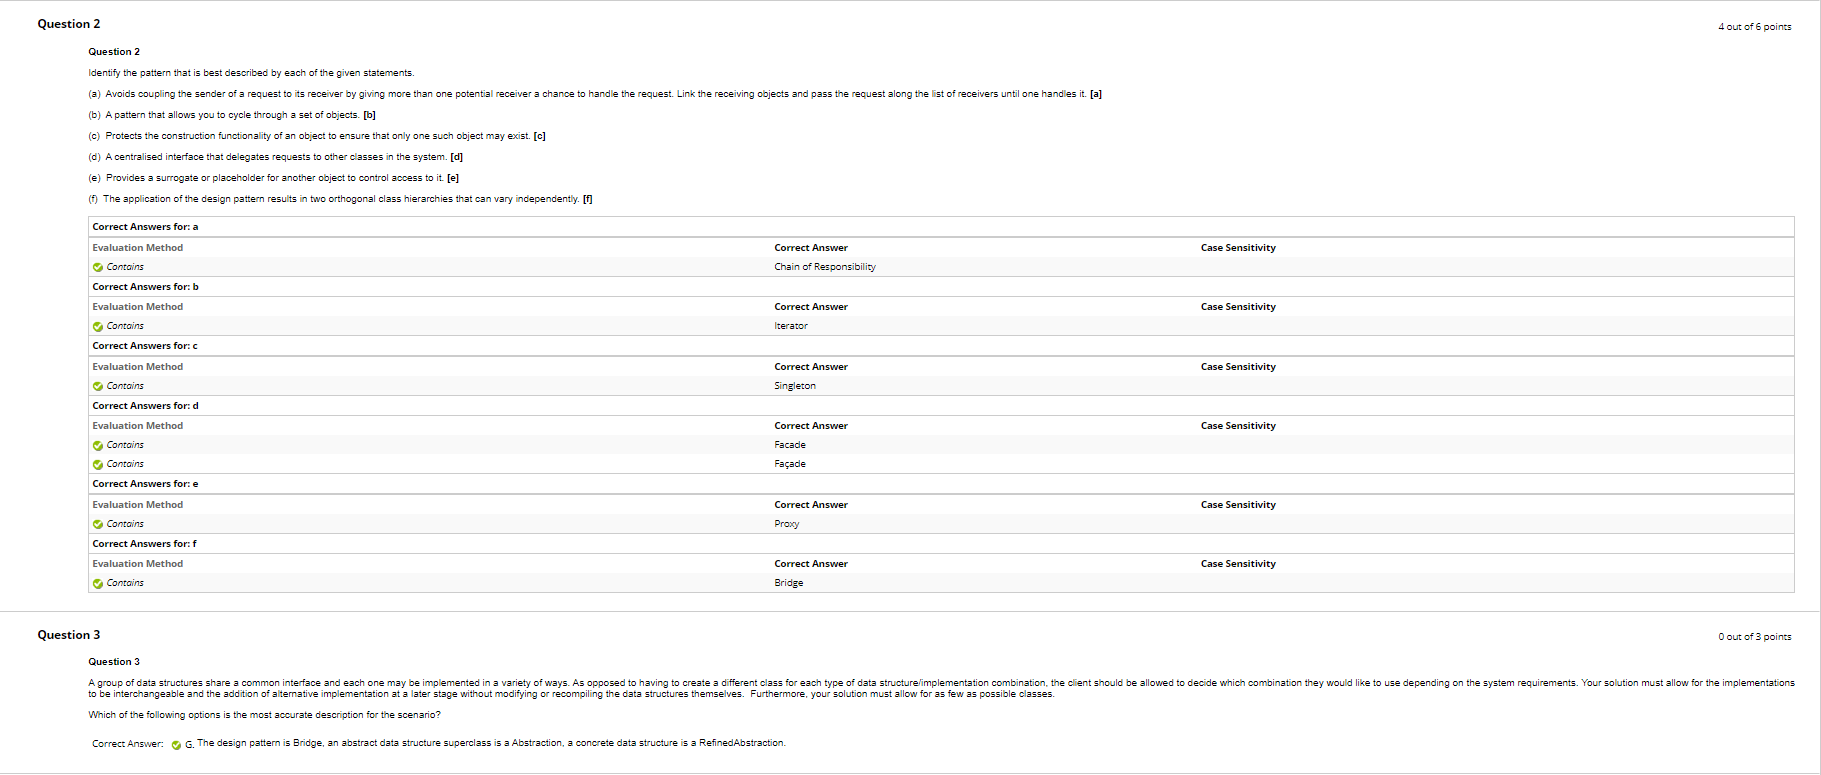 Question 2
4 out of 6 points
Question 2
Identify the pattern that is best described by each of the given statements.
(a) Avoids coupling the sender of a request to its receiver by giving more than one potential receiver a chance to handle the request. Link the receiving objects and pass the request along the list of receivers until one handles it. [a]
(b) A pattern that allows you to cycle through a set of objects. [b]
(c) Protects the construction functionality of an object to ensure that only one such object may exist. [c]
(d) A centralised interface that delegates requests to other classes in the system. [d]
(e) Provides a surrogate or placeholder for another object to control access to it. [e]
(f) The application of the design pattern results in two orthogonal class hierarchies that can vary independently. [f]
Correct Answers for: a
Evaluation Method Correct Answer Case Sensitivity
Contains Chain of Responsibility
Correct Answers for: b
Evaluation Method Correct Answer Case Sensitivity
Contains Iterator
Correct Answers for: c
Evaluation Method Correct Answer Case Sensitivity
Contains Singleton
Correct Answers for: d
Evaluation Method Correct Answer Case Sensitivity
Contains Facade
Contains Façade
Correct Answers for: e
Evaluation Method Correct Answer Case Sensitivity
Contains Proxy
Correct Answers for: f
Evaluation Method Correct Answer Case Sensitivity
Contains Bridge
Question 3
0 out of 3 points
Question 3
A group of data structures share a common interface and each one may be implemented in a variety of ways. As opposed to having to create a different class for each type of data structure/implementation combination, the client should be allowed to decide which combination they would like to use depending on the system requirements. Your solution must allow for the implementations
to be interchangeable and the addition of alternative implementation at a later stage without modifying or recompiling the data structures themselves. Furthermore, your solution must allow for as few as possible classes.
Which of the following options is the most accurate description for the scenario?
Correct Answer: G. The design pattern is Bridge, an abstract data structure superclass is a Abstraction, a concrete data structure is a RefinedAbstraction.